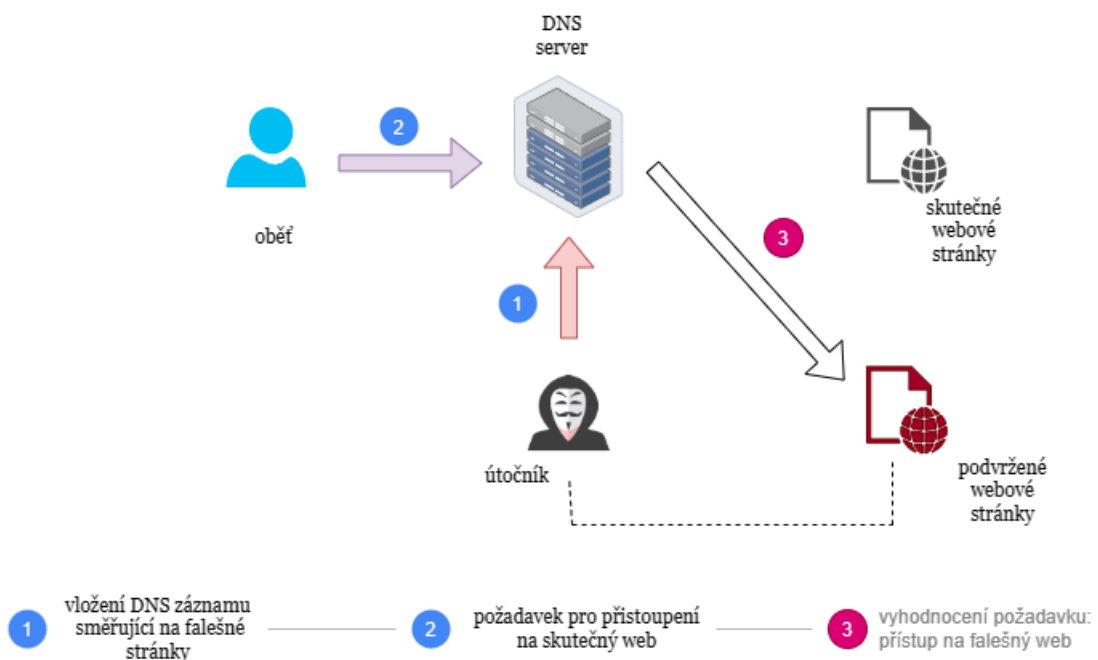 DNS
server
2
oběť
skutečné
webové
stránky
3
1
útočník
podvržené
webové
stránky
1
vložení DNS záznamu
směřující na falešné
stránky
2
požadavek pro přistoupení
na skutečný web
3
vyhodnocení požadavku:
přístup na falešný web